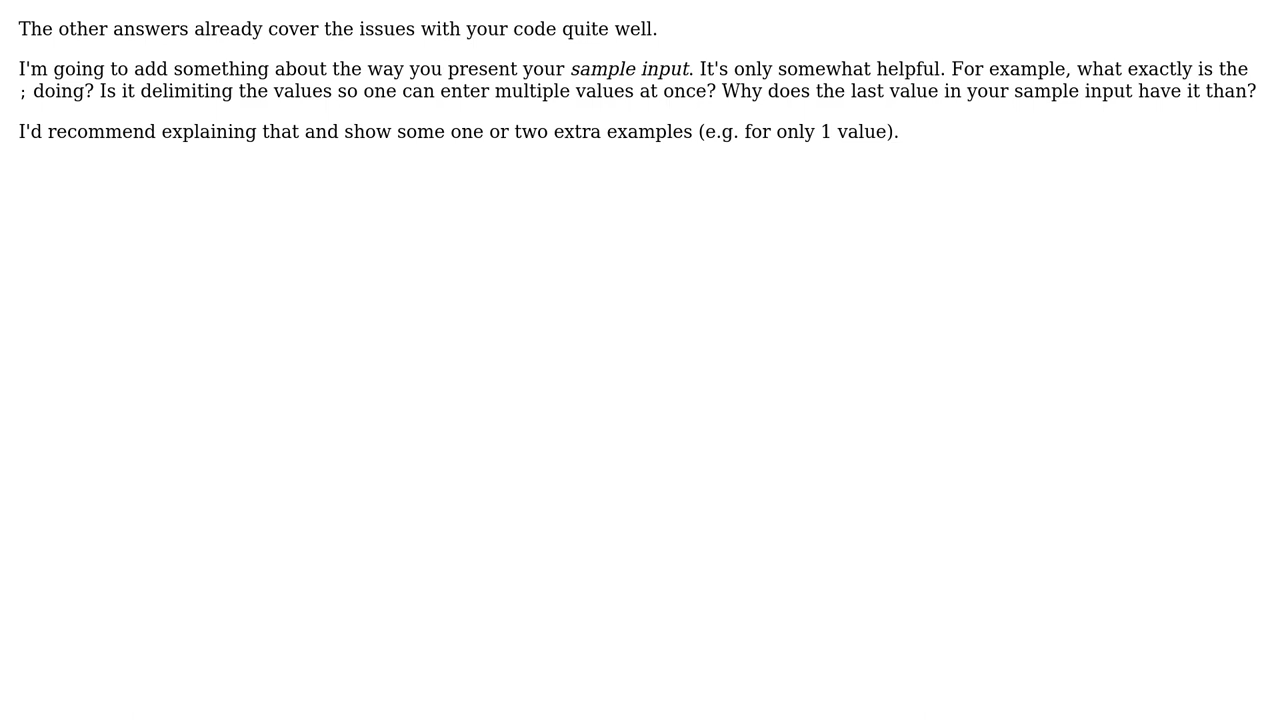 The other answers already cover the issues with your code quite well.
I'm going to add something about the way you present your sample input. It's only somewhat helpful. For example, what exactly is the
; doing? Is it delimiting the values so one can enter multiple values at once? Why does the last value in your sample input have it than?
I'd recommend explaining that and show some one or two extra examples (e.g. for only 1 value).